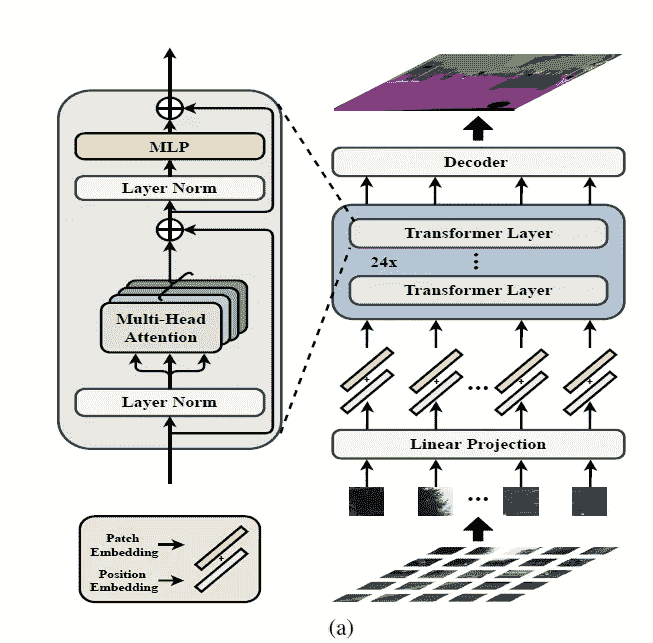 MLP
Layer Norm
Multi-Head
Attention
Layer Norm
Patch
Embedding
Position
Embedding
+
Decoder
Transformer Layer
24x
Transformer Layer
+ + + +
Linear Projection
(a)